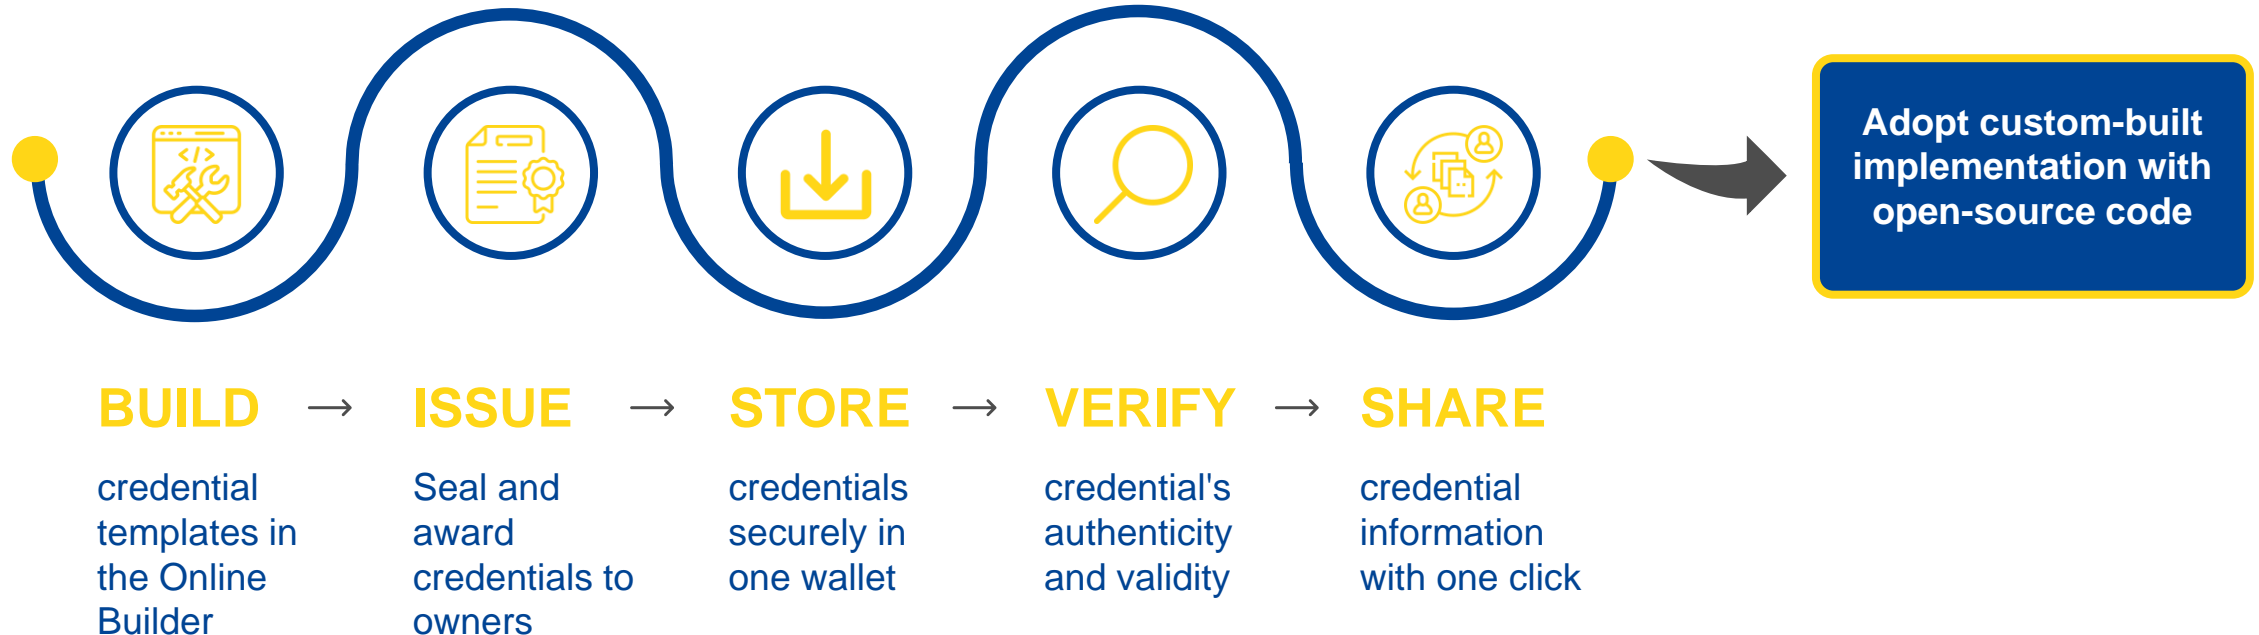 Adopt custom-built
implementation with
open-source code
BUILD → ISSUE → STORE → VERIFY → SHARE
credential
templates in
the Online
Builder
Seal and
award
credentials to
owners
credentials
securely in
one wallet
credential's
authenticity
and validity
credential
information
with one click